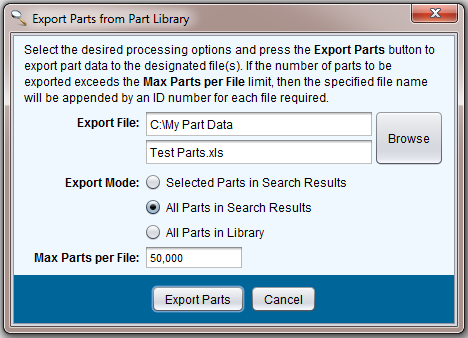 Export Parts from Part Library
Select the desired processing options and press the Export Parts button to
export part data to the designated file(s). If the number of parts to be
exported exceeds the Max Parts per File limit, then the specified file name
will be appended by an ID number for each file required.
Export File: C:\My Part Data
Test Parts.xls
Browse
Export Mode: Selected Parts in Search Results
All Parts in Search Results
All Parts in Library
Max Parts per File: 50,000
Export Parts Cancel